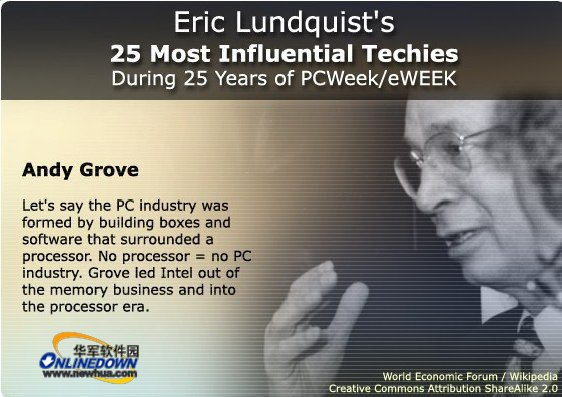 Eric Lundquist's
25 Most Influential Techies
During 25 Years of PCWeek/eWEEK
Andy Grove
Let's say the PC industry was
formed by building boxes and
software that surrounded a
processor. No processor = no PC
industry. Grove led Intel out of
the memory business and into
the processor era.
华军软件园
ONLINEDOWN
www.newhua.com
World Economic Forum / Wikipedia
Creative Commons Attribution ShareAlike 2.0